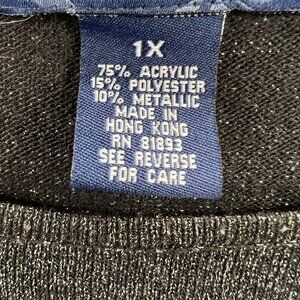 1X
75% ACRYLIC
15% POLYESTER
10% METALLIC
MADE IN
HONG KONG
RN 81893
SEE REVERSE
FOR CARE